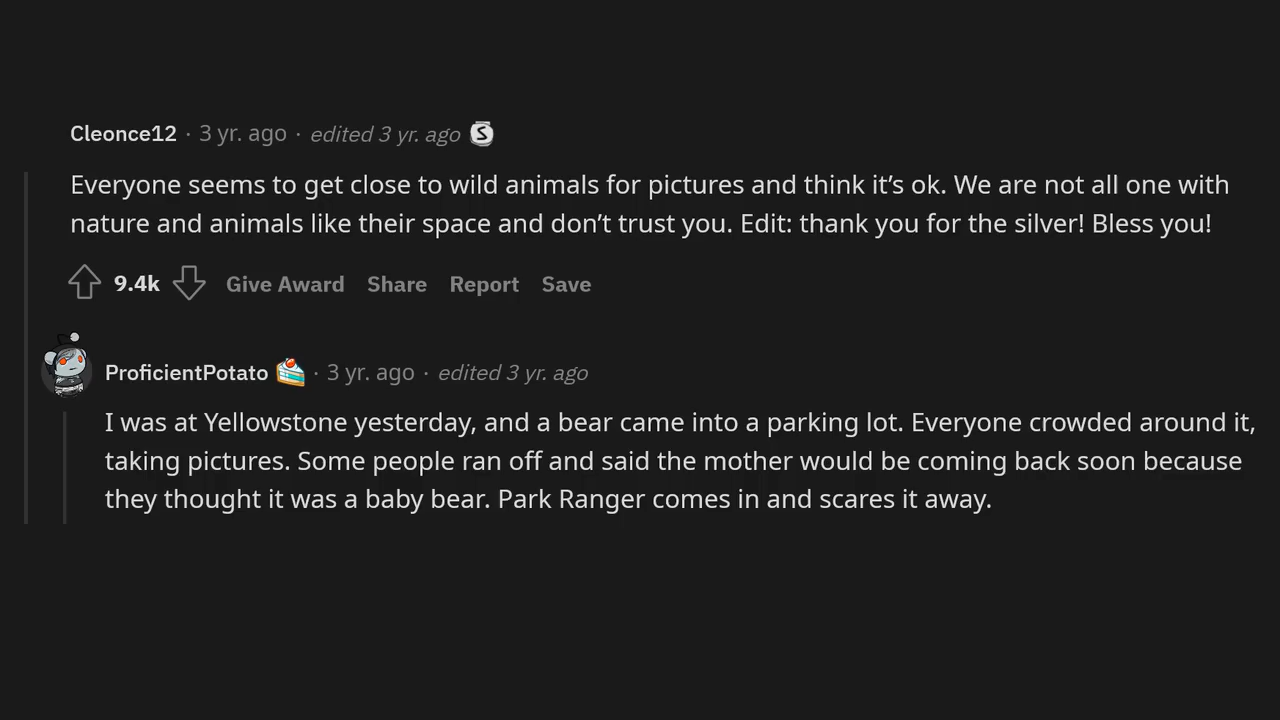 Cleonce12 · 3 yr. ago · edited 3 yr. ago S
Everyone seems to get close to wild animals for pictures and think it’s ok. We are not all one with
nature and animals like their space and don’t trust you. Edit: thank you for the silver! Bless you!
9.4k Give Award Share Report Save
ProficientPotato · 3 yr. ago · edited 3 yr. ago
I was at Yellowstone yesterday, and a bear came into a parking lot. Everyone crowded around it,
taking pictures. Some people ran off and said the mother would be coming back soon because
they thought it was a baby bear. Park Ranger comes in and scares it away.